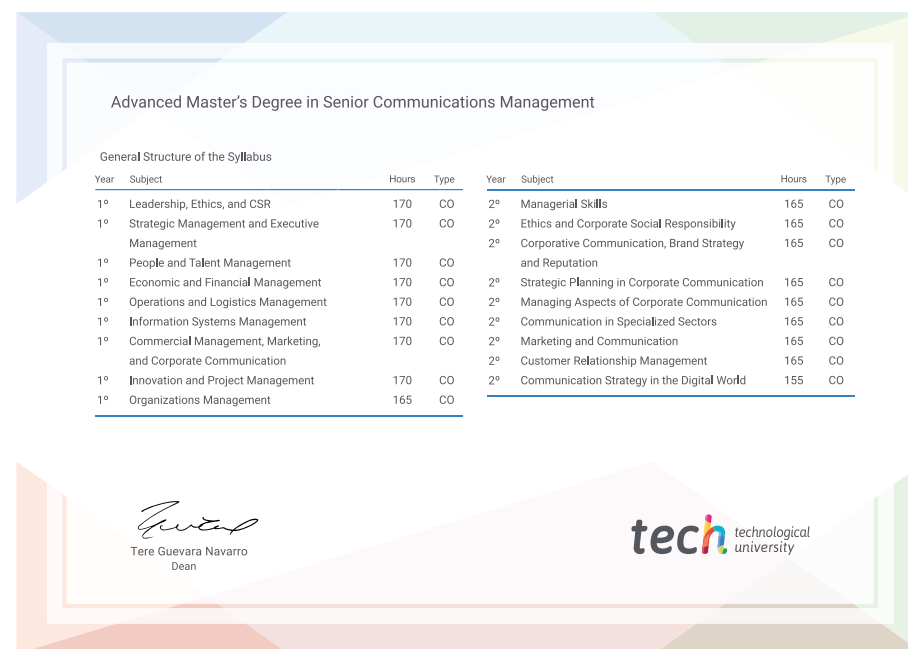 Advanced Master's Degree in Senior Communications Management
General Structure of the Syllabus
Year Subject Hours Type
1º Leadership, Ethics, and CSR 170 CO
1º Strategic Management and Executive 170 CO
Management
1º People and Talent Management 170 CO
1º Economic and Financial Management 170 CO
1º Operations and Logistics Management 170 CO
1º Information Systems Management 170 CO
1º Commercial Management, Marketing, 170 CO
and Corporate Communication
1º Innovation and Project Management 170 CO
1º Organizations Management 165 CO
Year Subject Hours Type
2º Managerial Skills 165 CO
2º Ethics and Corporate Social Responsibility 165 CO
2º Corporative Communication, Brand Strategy 165 CO
and Reputation
2º Strategic Planning in Corporate Communication 165 CO
2º Managing Aspects of Corporate Communication 165 CO
2º Communication in Specialized Sectors 165 CO
2º Marketing and Communication 165 CO
2º Customer Relationship Management 165 CO
2º Communication Strategy in the Digital World 155 CO
Tere Guevara Navarro
Dean
tech technological
university